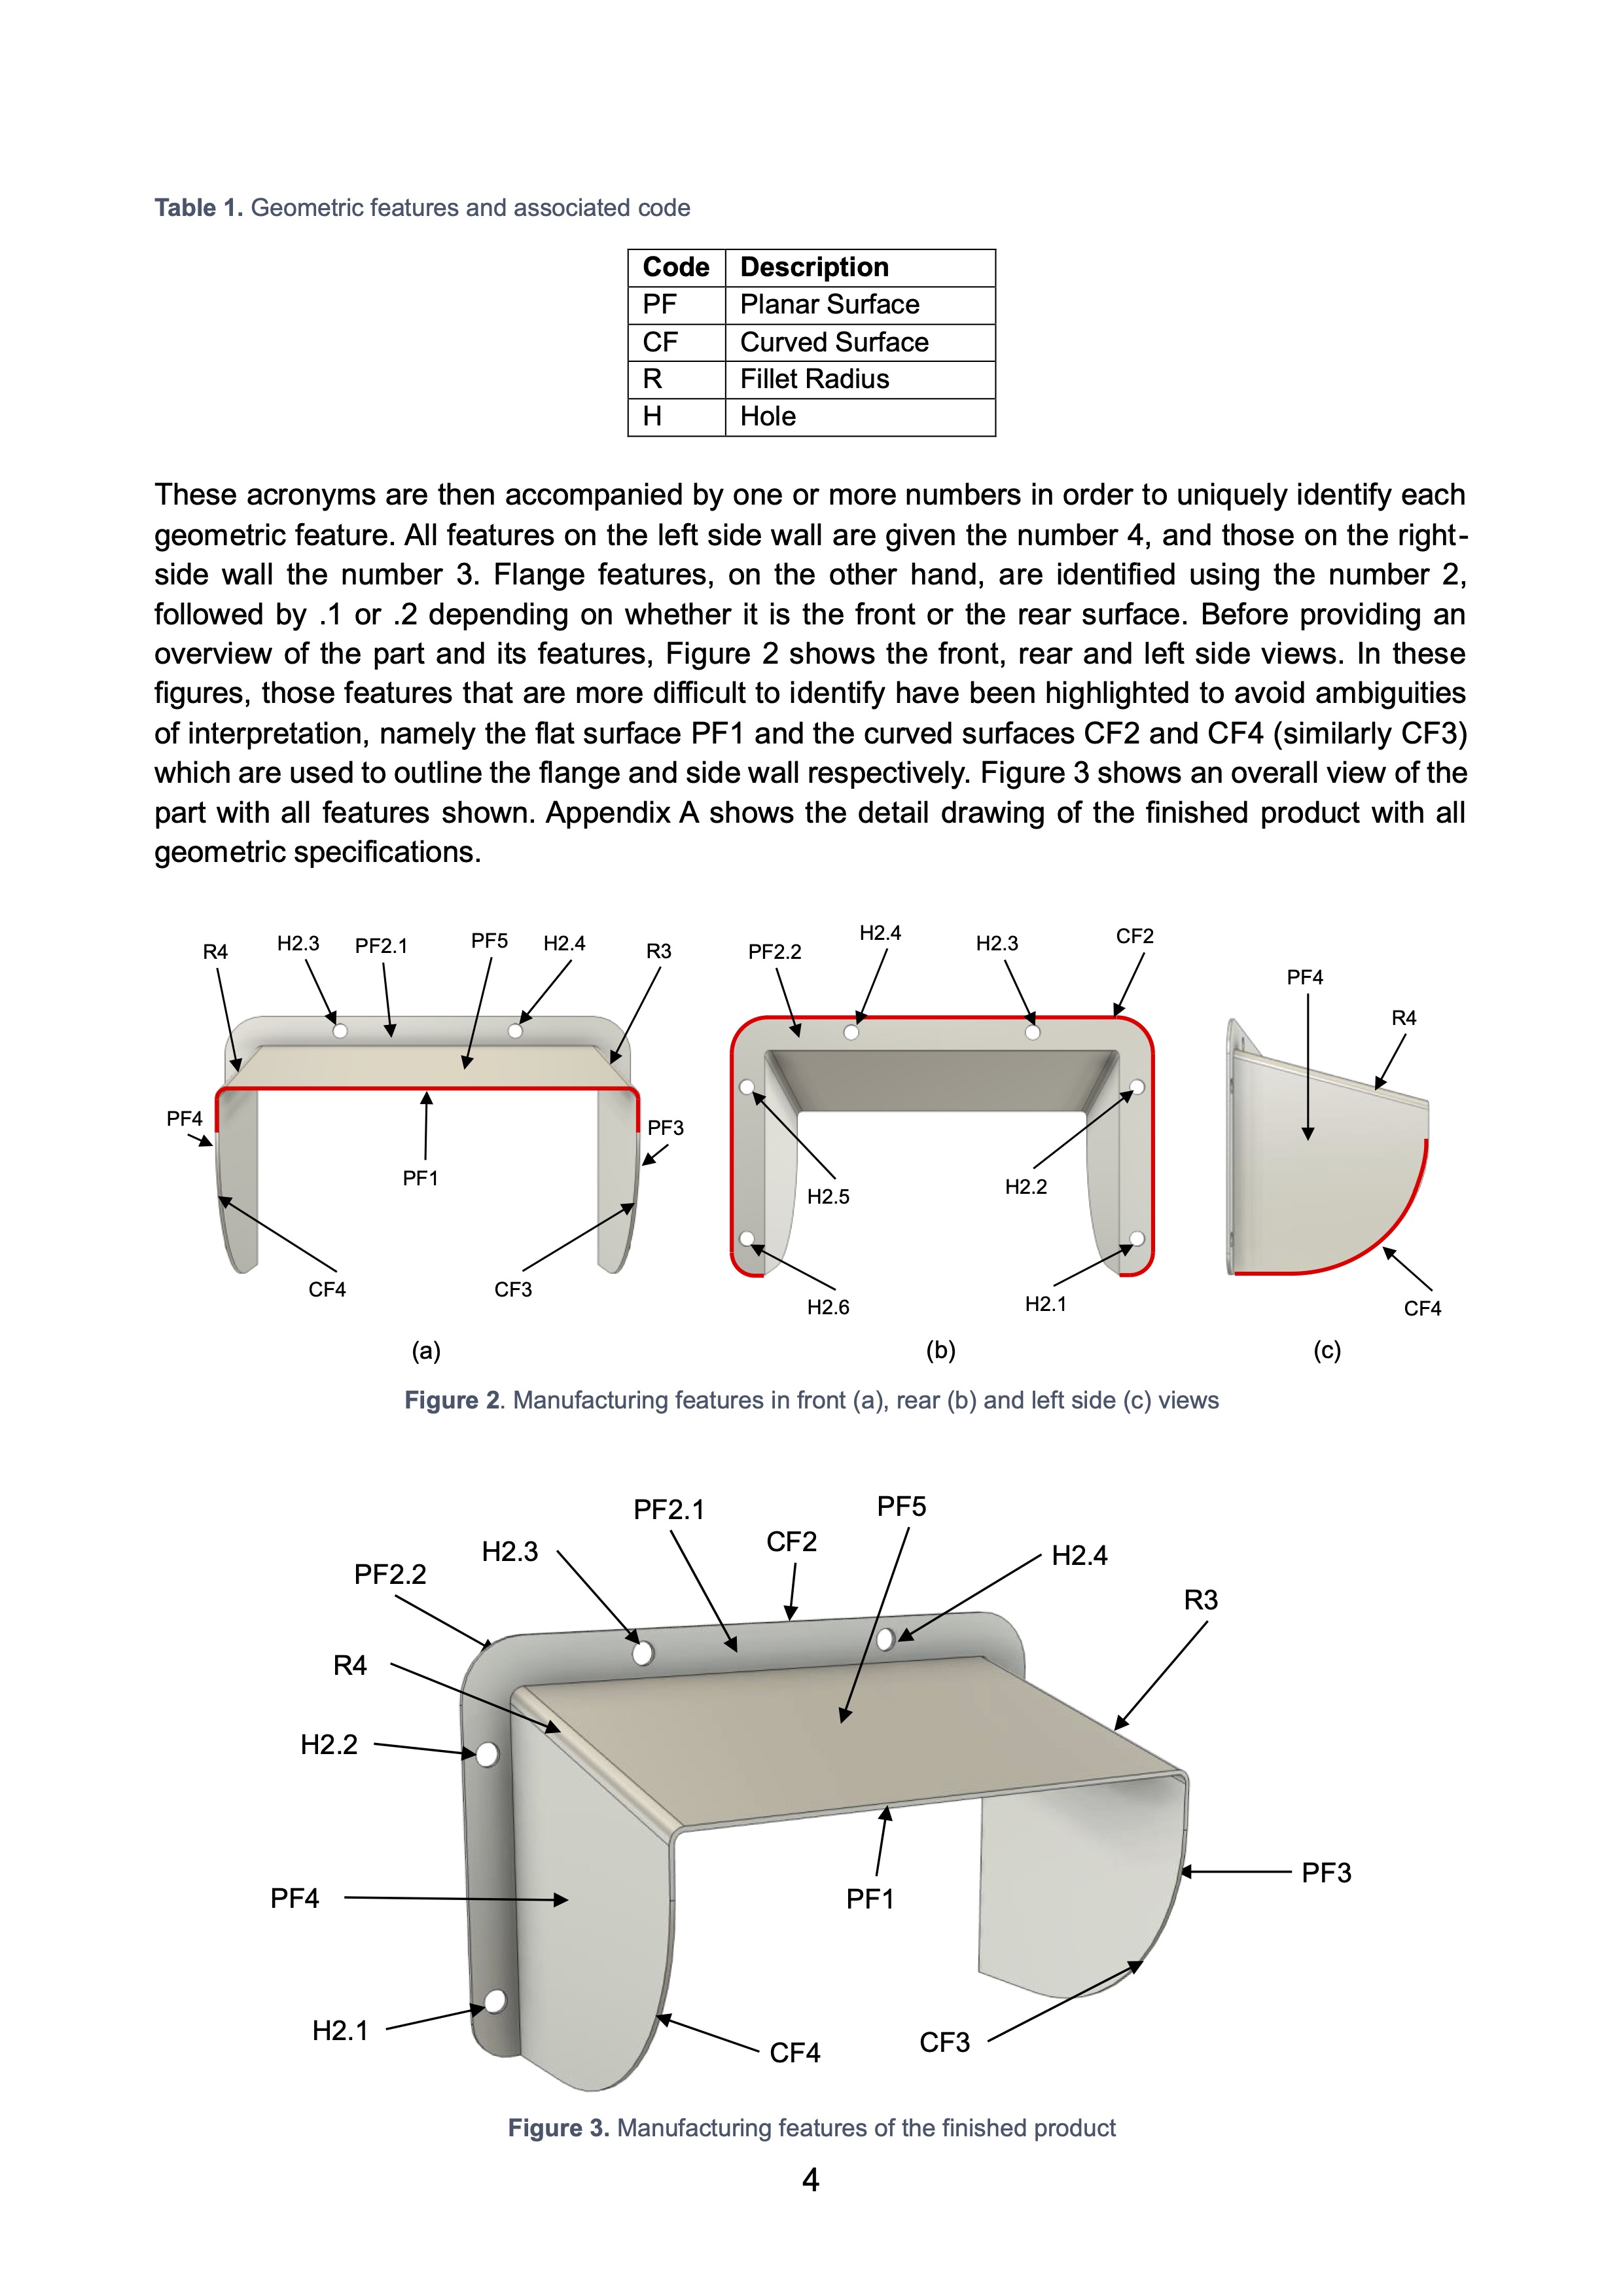 Table 1. Geometric features and associated code
Code Description
PF Planar Surface
CF Curved Surface
R Fillet Radius
H Hole
These acronyms are then accompanied by one or more numbers in order to uniquely identify each
geometric feature. All features on the left side wall are given the number 4, and those on the right-
side wall the number 3. Flange features, on the other hand, are identified using the number 2,
followed by .1 or .2 depending on whether it is the front or the rear surface. Before providing an
overview of the part and its features, Figure 2 shows the front, rear and left side views. In these
figures, those features that are more difficult to identify have been highlighted to avoid ambiguities
of interpretation, namely the flat surface PF1 and the curved surfaces CF2 and CF4 (similarly CF3)
which are used to outline the flange and side wall respectively. Figure 3 shows an overall view of the
part with all features shown. Appendix A shows the detail drawing of the finished product with all
geometric specifications.
R4
H2.3
PF2.1
PF5
H2.4
R3
PF4
PF3
PF1
CF4
CF3
(a)
PF2.2
H2.4
H2.3
CF2
H2.5
H2.2
H2.6
H2.1
(b)
PF4
R4
CF4
(c)
Figure 2. Manufacturing features in front (a), rear (b) and left side (c) views
PF2.1
PF5
H2.3
CF2
H2.4
PF2.2
R3
R4
H2.2
PF4
PF1
PF3
H2.1
CF4
CF3
Figure 3. Manufacturing features of the finished product
4